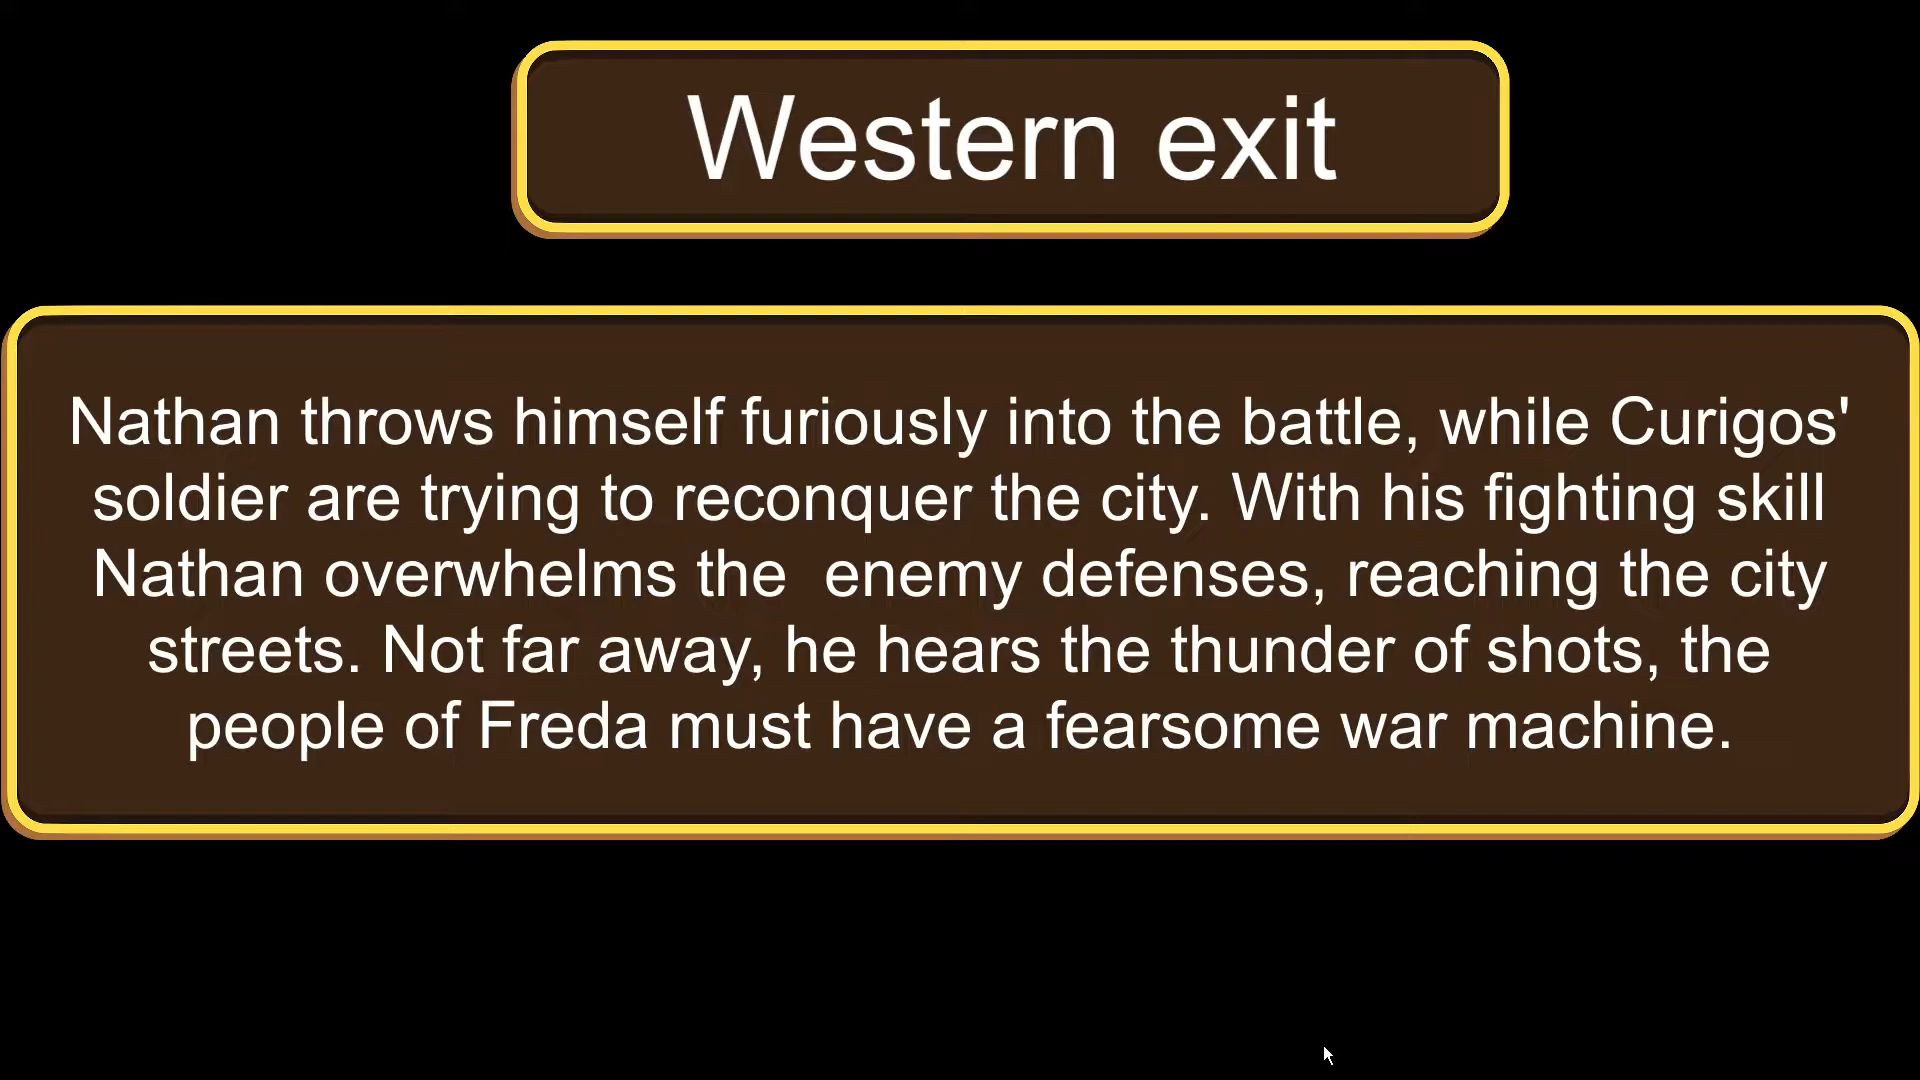 Western exit
Nathan throws himself furiously into the battle, while Curigos'
soldier are trying to reconquer the city. With his fighting skill
Nathan overwhelms the  enemy defenses, reaching the city
streets. Not far away, he hears the thunder of shots, the
people of Freda must have a fearsome war machine.